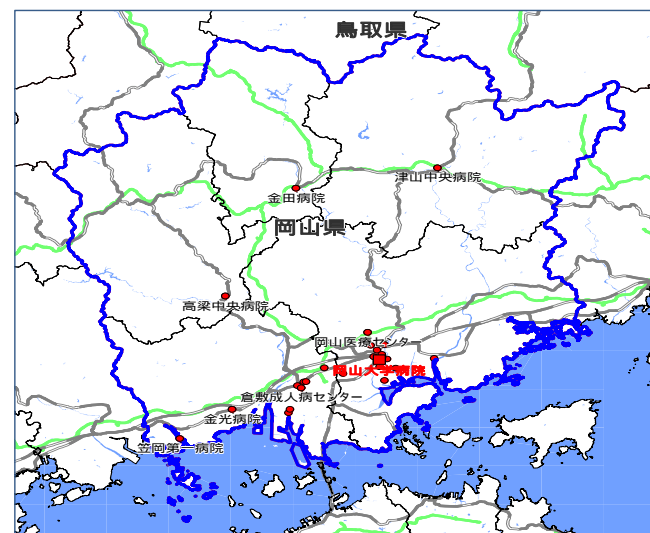 鳥取県
津山中央病院
金田病院
岡山県
高梁中央病院
岡山医療センター
岡山大学病院
倉敷成人病センター
金光病院
笠岡第一病院